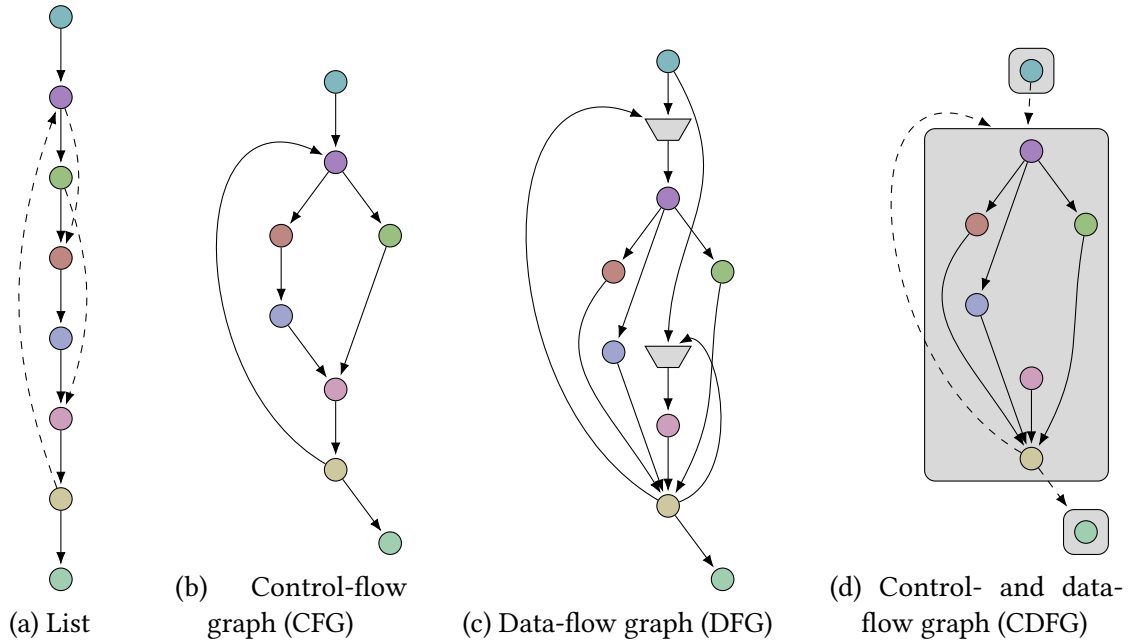 (a) List
(b) Control-flow
graph (CFG)
(c) Data-flow graph (DFG)
(d) Control- and data-
flow graph (CDFG)